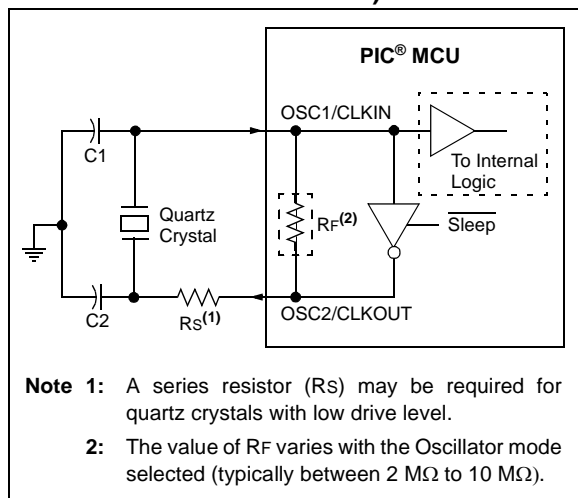 PIC® MCU
OSC1/CLKIN
C1
To Internal
Logic
Quartz
Crystal
RF(2)
Sleep
C2
RS(1)
OSC2/CLKOUT
Note 1: A series resistor (RS) may be required for
quartz crystals with low drive level.
2: The value of RF varies with the Oscillator mode
selected (typically between 2 MΩ to 10 MΩ).